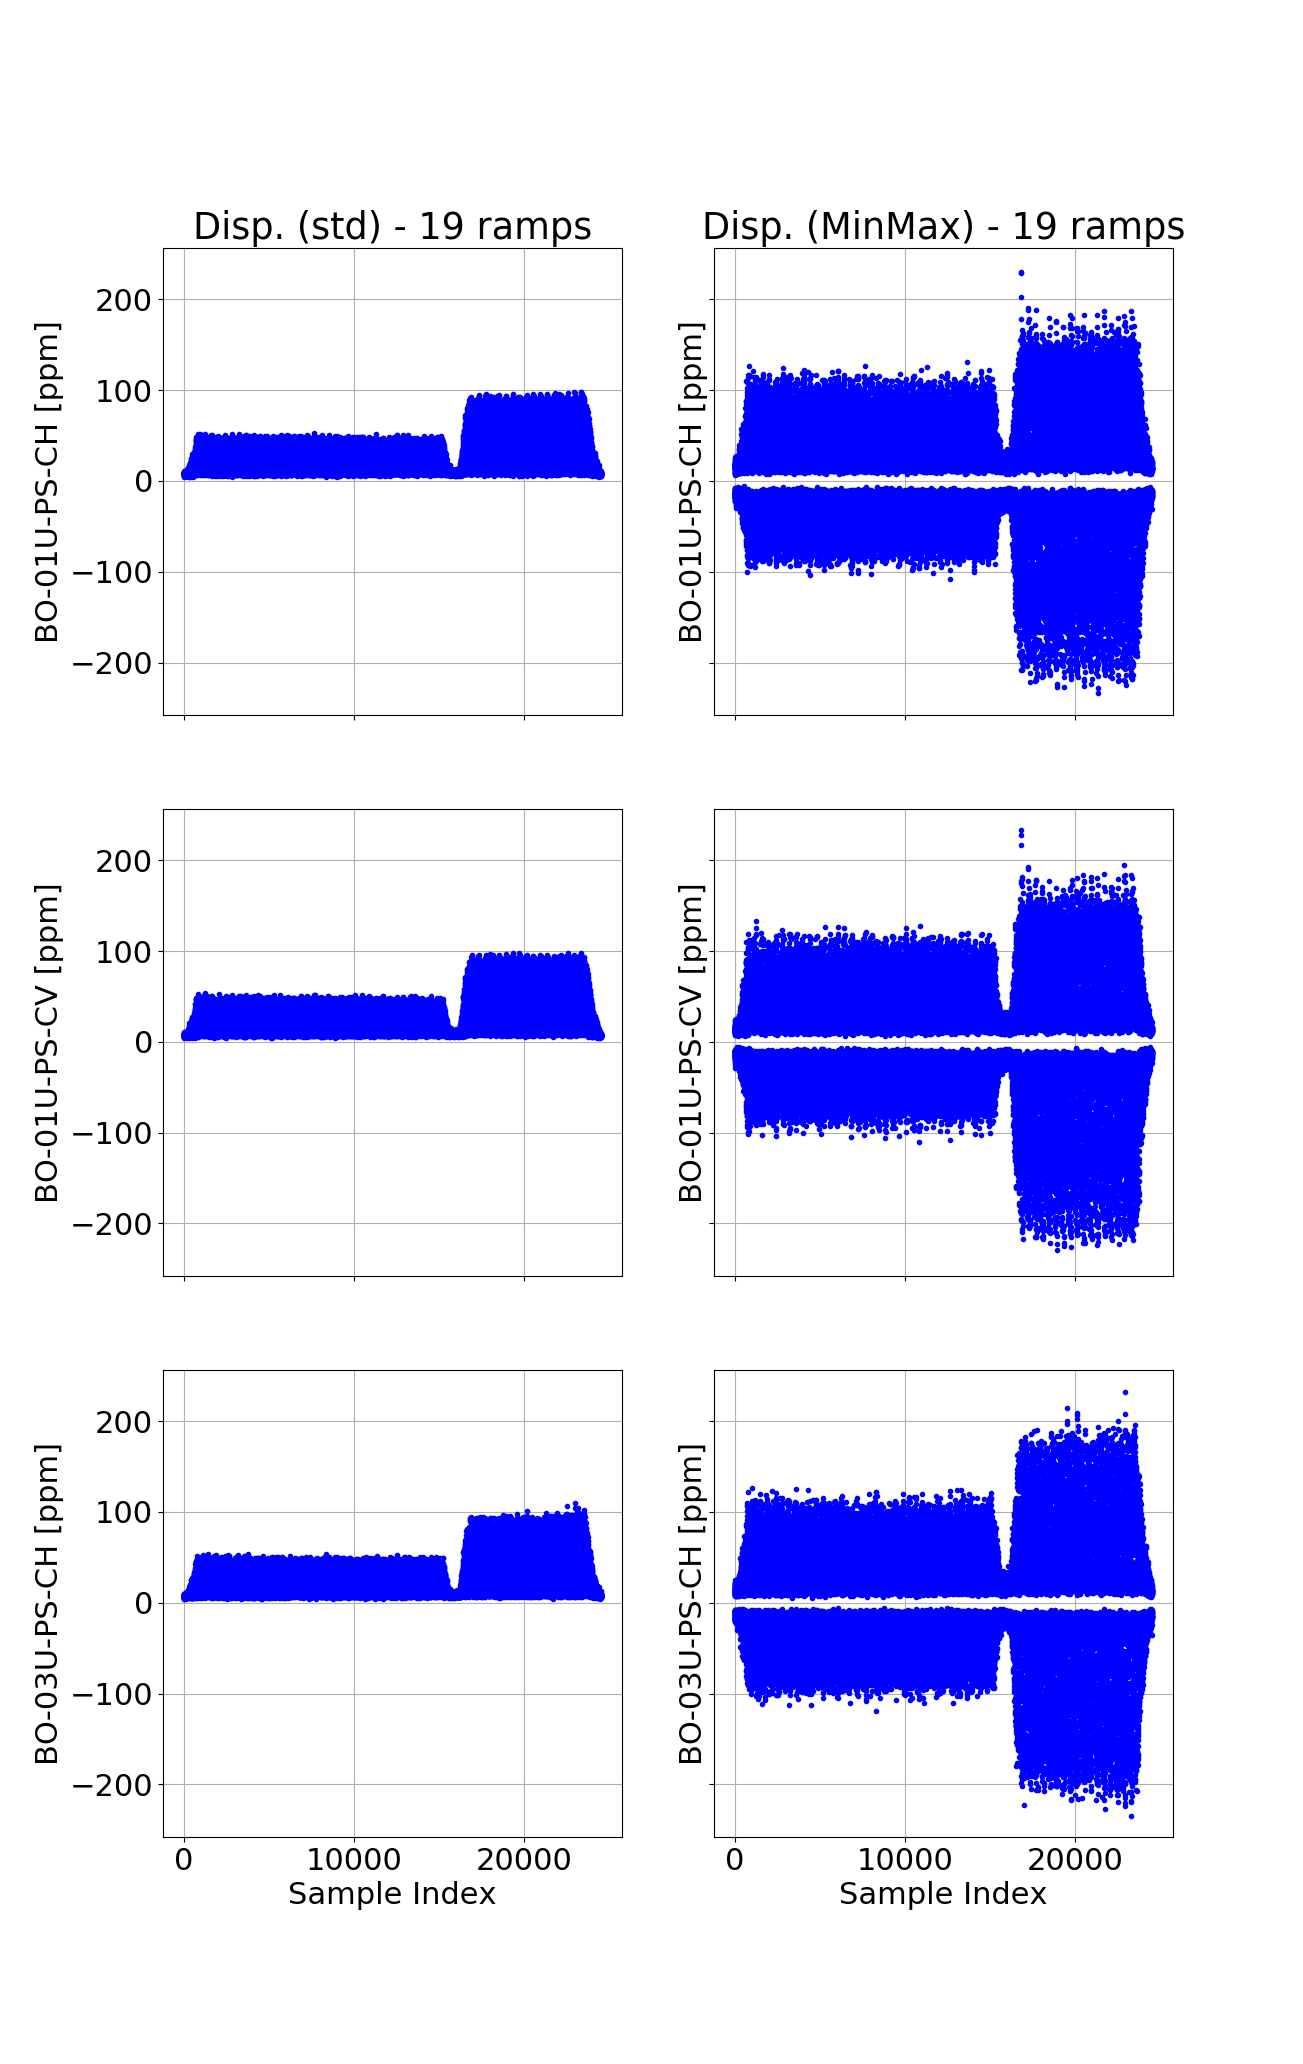 Disp. (std) - 19 ramps
Disp. (MinMax) - 19 ramps
BO-01U-PS-CH [ppm]
200
100
0
−100
−200
BO-01U-PS-CH [ppm]
BO-01U-PS-CV [ppm]
200
100
0
−100
−200
BO-01U-PS-CV [ppm]
BO-03U-PS-CH [ppm]
200
100
0
−100
−200
BO-03U-PS-CH [ppm]
0 10000 20000
Sample Index
0 10000 20000
Sample Index